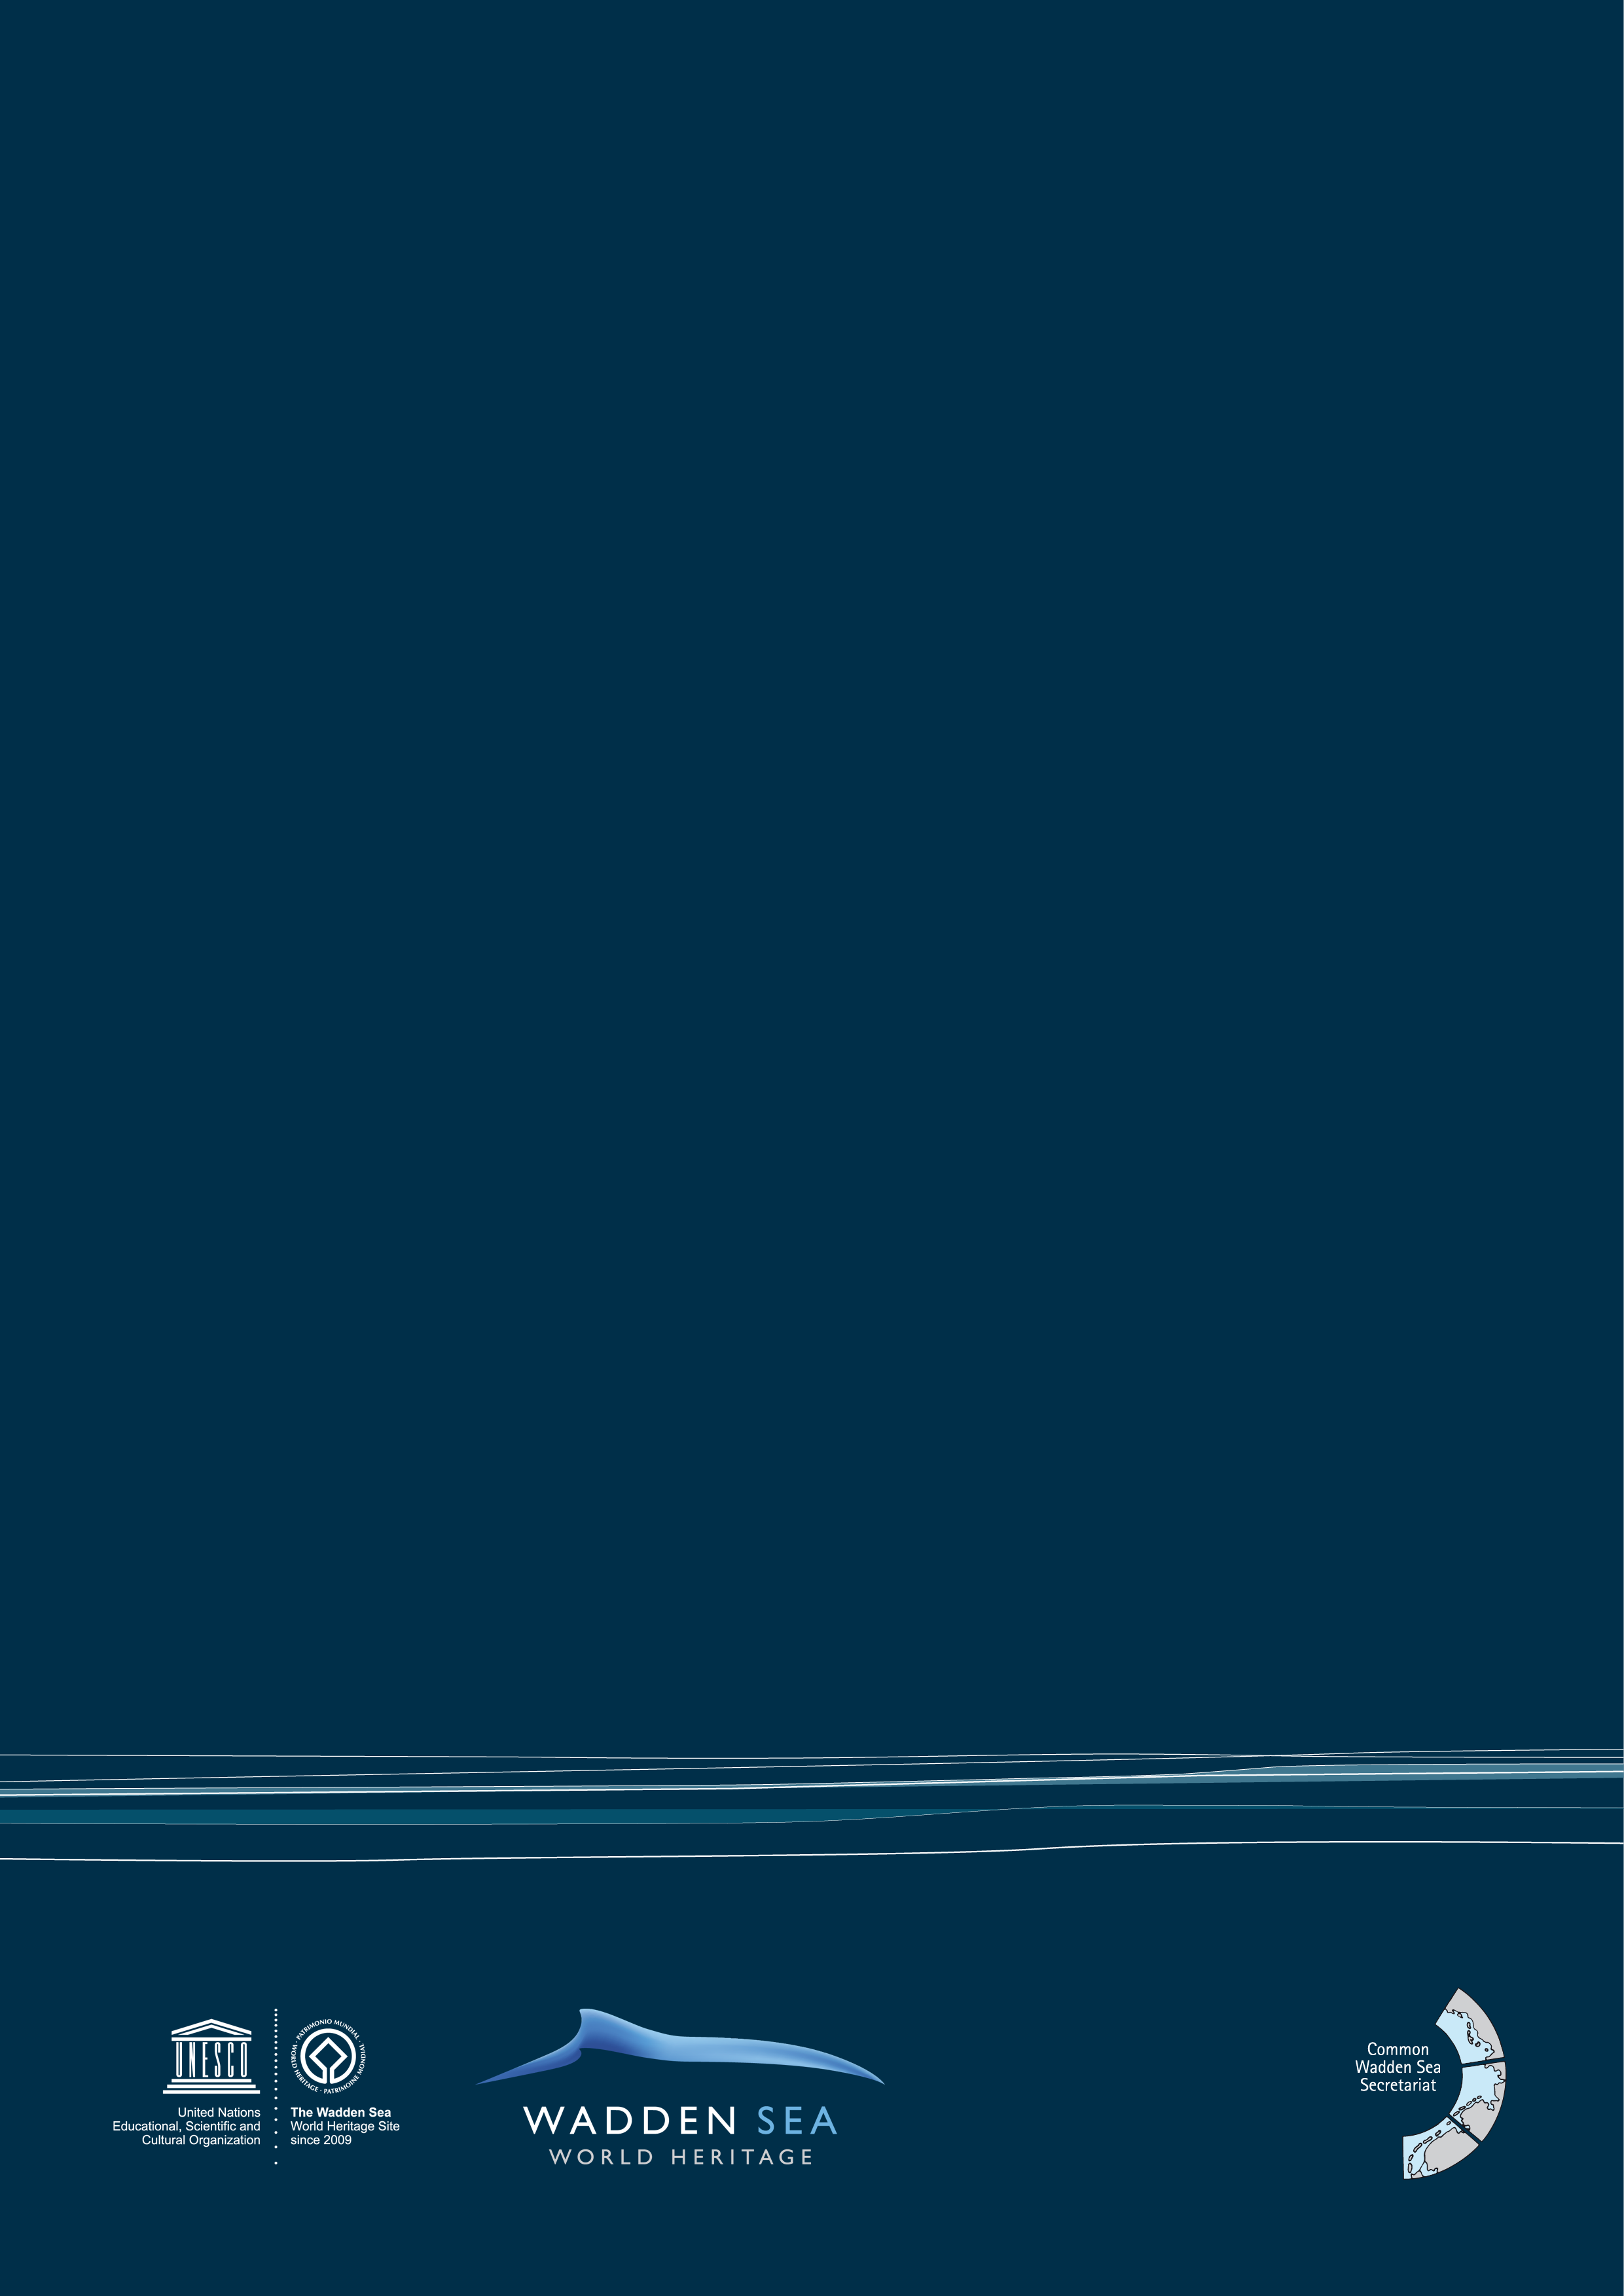 UNESCO
WORLD HERITAGE · PATRIMONIO MUNDIAL · PATRIMOINE MONDIAL ·
United Nations
Educational, Scientific and
Cultural Organization
The Wadden Sea
World Heritage Site
since 2009
WADDEN SEA
WORLD HERITAGE
Common
Wadden Sea
Secretariat